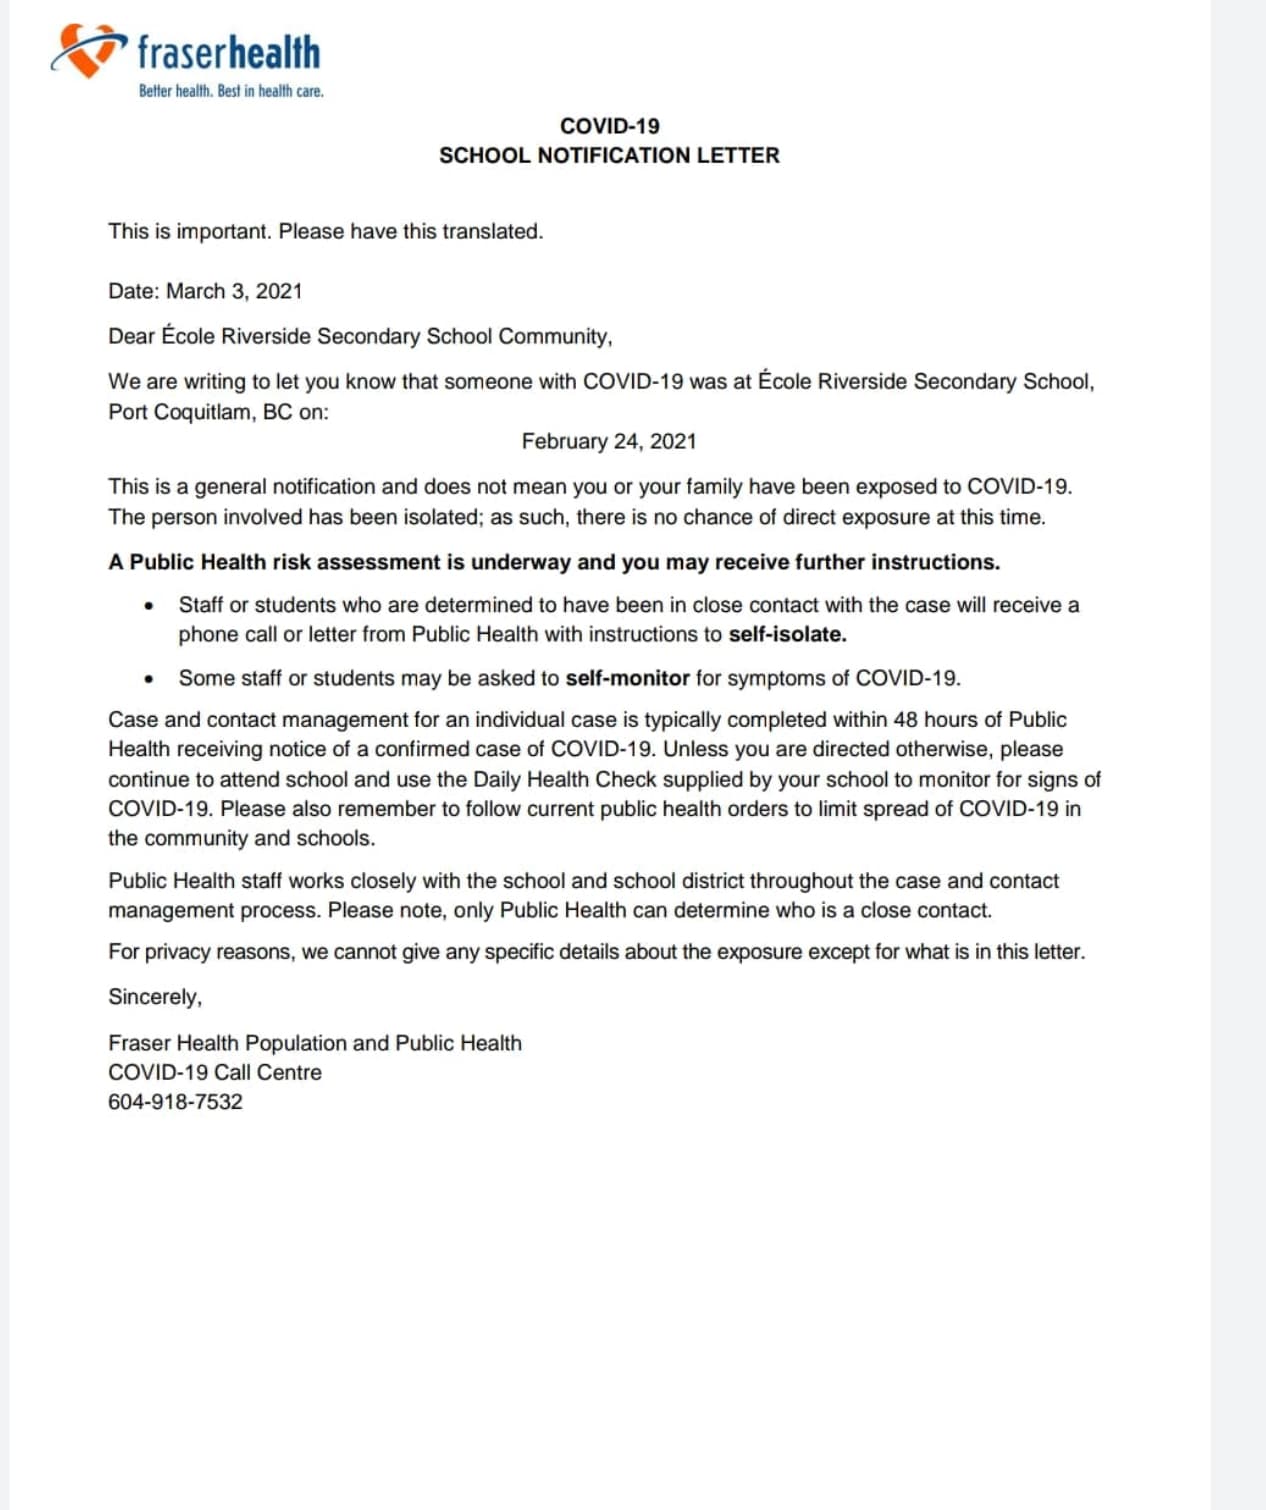 fraserhealth
Better health. Best in health care.
COVID-19
SCHOOL NOTIFICATION LETTER
This is important. Please have this translated.
Date: March 3, 2021
Dear École Riverside Secondary School Community,
We are writing to let you know that someone with COVID-19 was at École Riverside Secondary School,
Port Coquitlam, BC on:
February 24, 2021
This is a general notification and does not mean you or your family have been exposed to COVID-19.
The person involved has been isolated; as such, there is no chance of direct exposure at this time.
A Public Health risk assessment is underway and you may receive further instructions.
• Staff or students who are determined to have been in close contact with the case will receive a
phone call or letter from Public Health with instructions to self-isolate.
• Some staff or students may be asked to self-monitor for symptoms of COVID-19.
Case and contact management for an individual case is typically completed within 48 hours of Public
Health receiving notice of a confirmed case of COVID-19. Unless you are directed otherwise, please
continue to attend school and use the Daily Health Check supplied by your school to monitor for signs of
COVID-19. Please also remember to follow current public health orders to limit spread of COVID-19 in
the community and schools.
Public Health staff works closely with the school and school district throughout the case and contact
management process. Please note, only Public Health can determine who is a close contact.
For privacy reasons, we cannot give any specific details about the exposure except for what is in this letter.
Sincerely,
Fraser Health Population and Public Health
COVID-19 Call Centre
604-918-7532